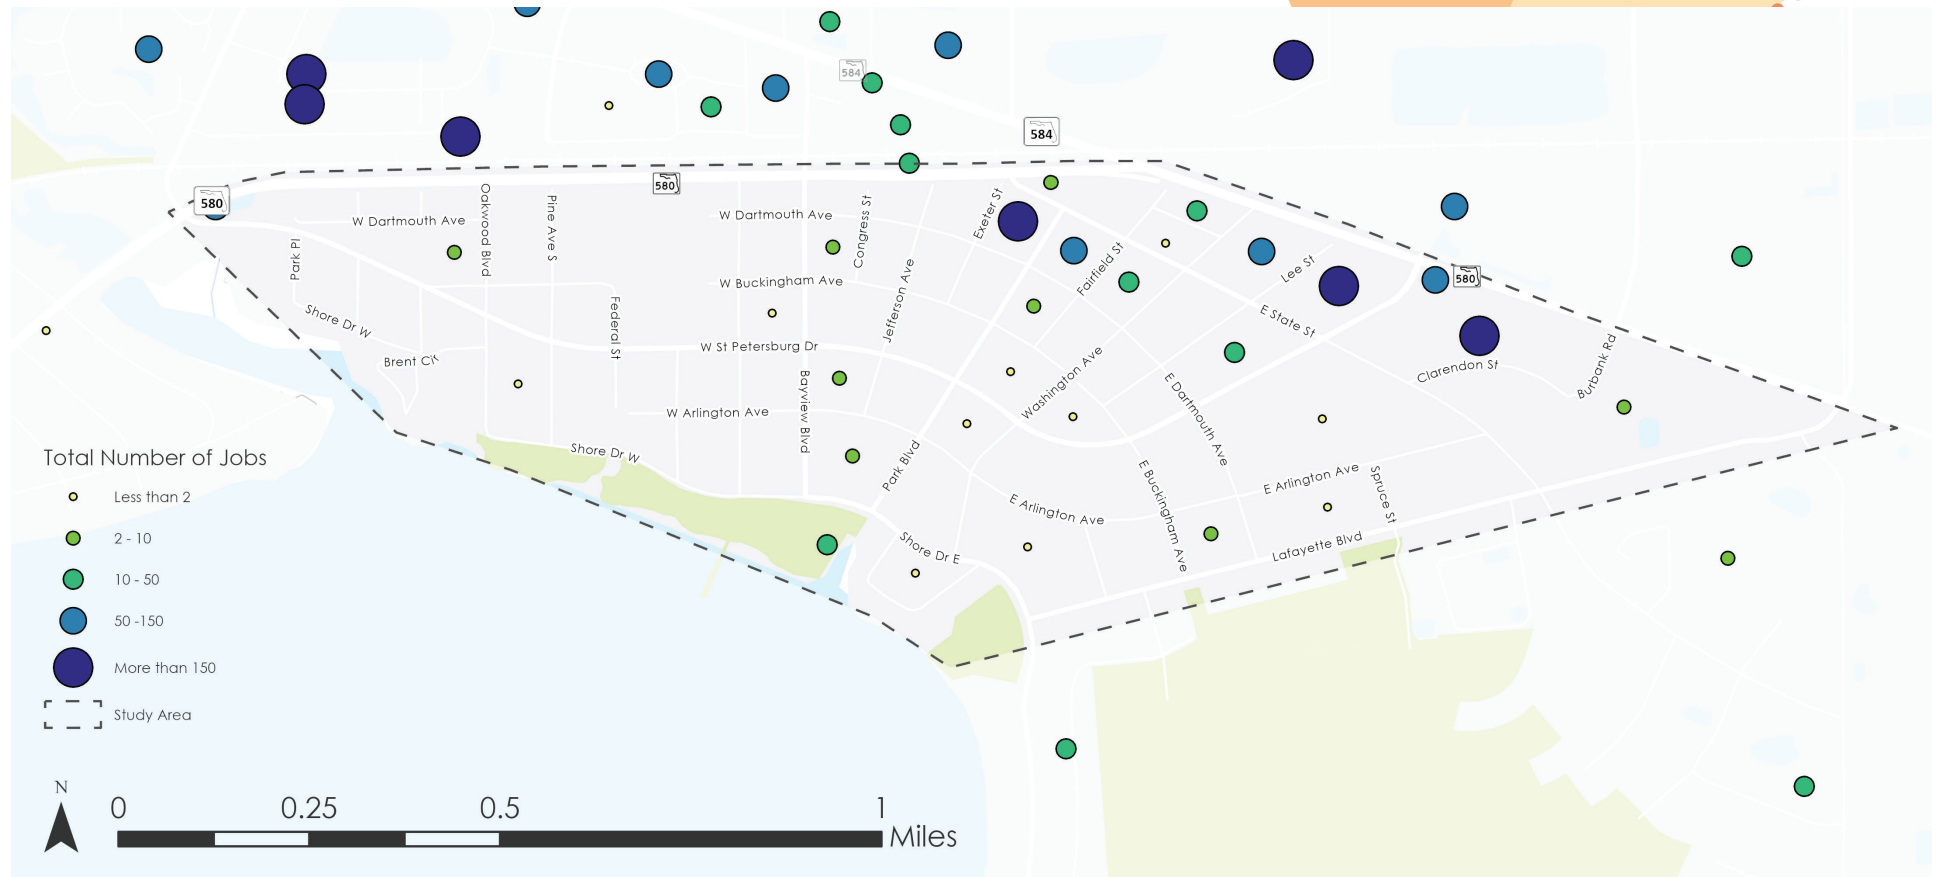 584
584
580
580
W Dartmouth Ave
Oakwood Blvd
Pine Ave S
W Dartmouth Ave
Congress St
Exeter St
Park Pl
Fairfield St
Lee St
580
W Buckingham Ave
Jefferson Ave
Shore Dr W
Federal St
E State St
Brent Cir
W St Petersburg Dr
Washington Ave
Clarendon St
Burbank Rd
E Dartmouth Ave
W Arlington Ave
Bayview Blvd
Shore Dr W
Park Blvd
E Buckingham Ave
E Arlington Ave
Spruce St
E Arlington Ave
Shore Dr E
Lafayette Blvd
Total Number of Jobs
Less than 2
2 - 10
10 - 50
50 -150
More than 150
Study Area
N
0 0.25 0.5 1
Miles